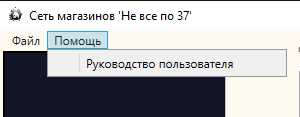 Сеть магазинов 'Не все по 37'
Файл Помощь
Руководство пользователя